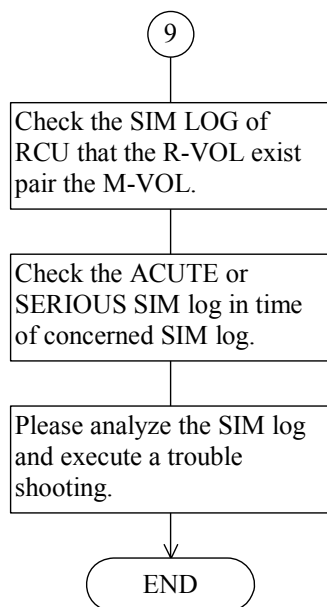 9
Check the SIM LOG of
RCU that the R-VOL exist
pair the M-VOL.
Check the ACUTE or
SERIOUS SIM log in time
of concerned SIM log.
Please analyze the SIM log
and execute a trouble
shooting.
END